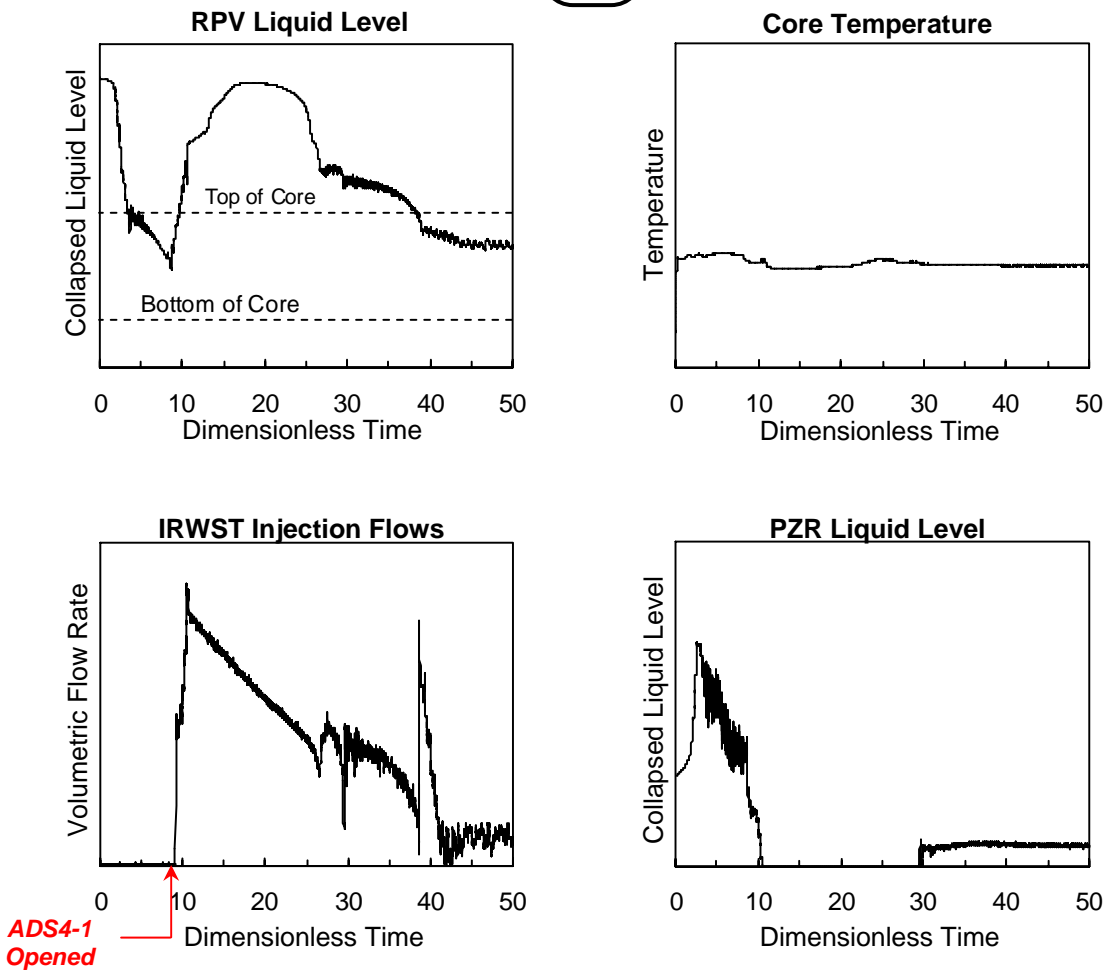 RPV Liquid Level
Collapsed Liquid Level
Top of Core
Bottom of Core
0 10 20 30 40 50
Dimensionless Time
Core Temperature
Temperature
0 10 20 30 40 50
Dimensionless Time
IRWST Injection Flows
Volumetric Flow Rate
0 10 20 30 40 50
Dimensionless Time
ADS4-1
Opened
PZR Liquid Level
Collapsed Liquid Level
0 10 20 30 40 50
Dimensionless Time